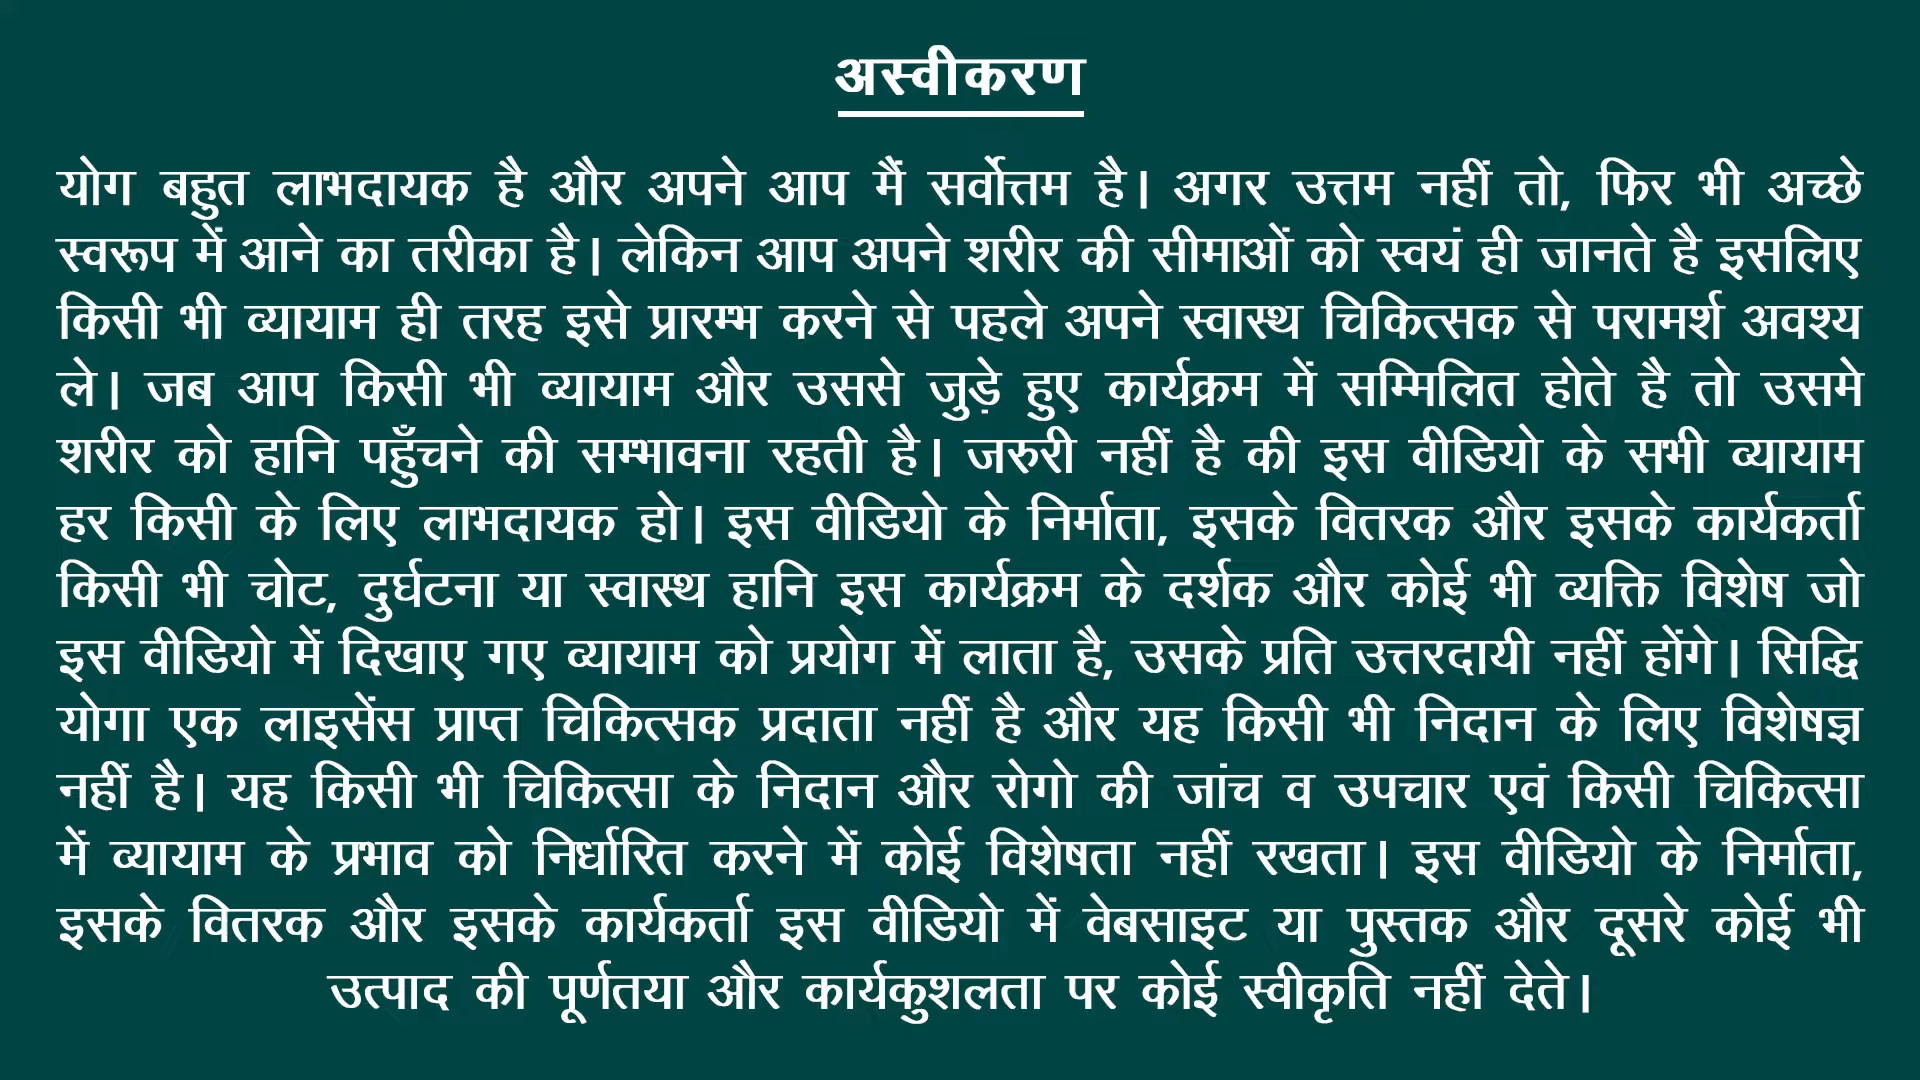 अस्वीकरण
योग बहुत लाभदायक है और अपने आप मैं सर्वोत्तम है। अगर उत्तम नहीं तो, फिर भी अच्छे
स्वरूप में आने का तरीका है। लेकिन आप अपने शरीर की सीमाओं को स्वयं ही जानते है इसलिए
किसी भी व्यायाम ही तरह इसे प्रारम्भ करने से पहले अपने स्वास्थ चिकित्सक से परामर्श अवश्य
ले। जब आप किसी भी व्यायाम और उससे जुड़े हुए कार्यक्रम में सम्मिलित होते है तो उसमे
शरीर को हानि पहुँचने की सम्भावना रहती है। जरुरी नहीं है की इस वीडियो के सभी व्यायाम
हर किसी के लिए लाभदायक हो। इस वीडियो के निर्माता, इसके वितरक और इसके कार्यकर्ता
किसी भी चोट, दुर्घटना या स्वास्थ हानि इस कार्यक्रम के दर्शक और कोई भी व्यक्ति विशेष जो
इस वीडियो में दिखाए गए व्यायाम को प्रयोग में लाता है, उसके प्रति उत्तरदायी नहीं होंगे। सिद्धि
योगा एक लाइसेंस प्राप्त चिकित्सक प्रदाता नहीं है और यह किसी भी निदान के लिए विशेषज्ञ
नहीं है। यह किसी भी चिकित्सा के निदान और रोगो की जांच व उपचार एवं किसी चिकित्सा
में व्यायाम के प्रभाव को निर्धारित करने में कोई विशेषता नहीं रखता। इस वीडियो के निर्माता,
इसके वितरक और इसके कार्यकर्ता इस वीडियो में वेबसाइट या पुस्तक और दूसरे कोई भी
उत्पाद की पूर्णतया और कार्यकुशलता पर कोई स्वीकृति नहीं देते।